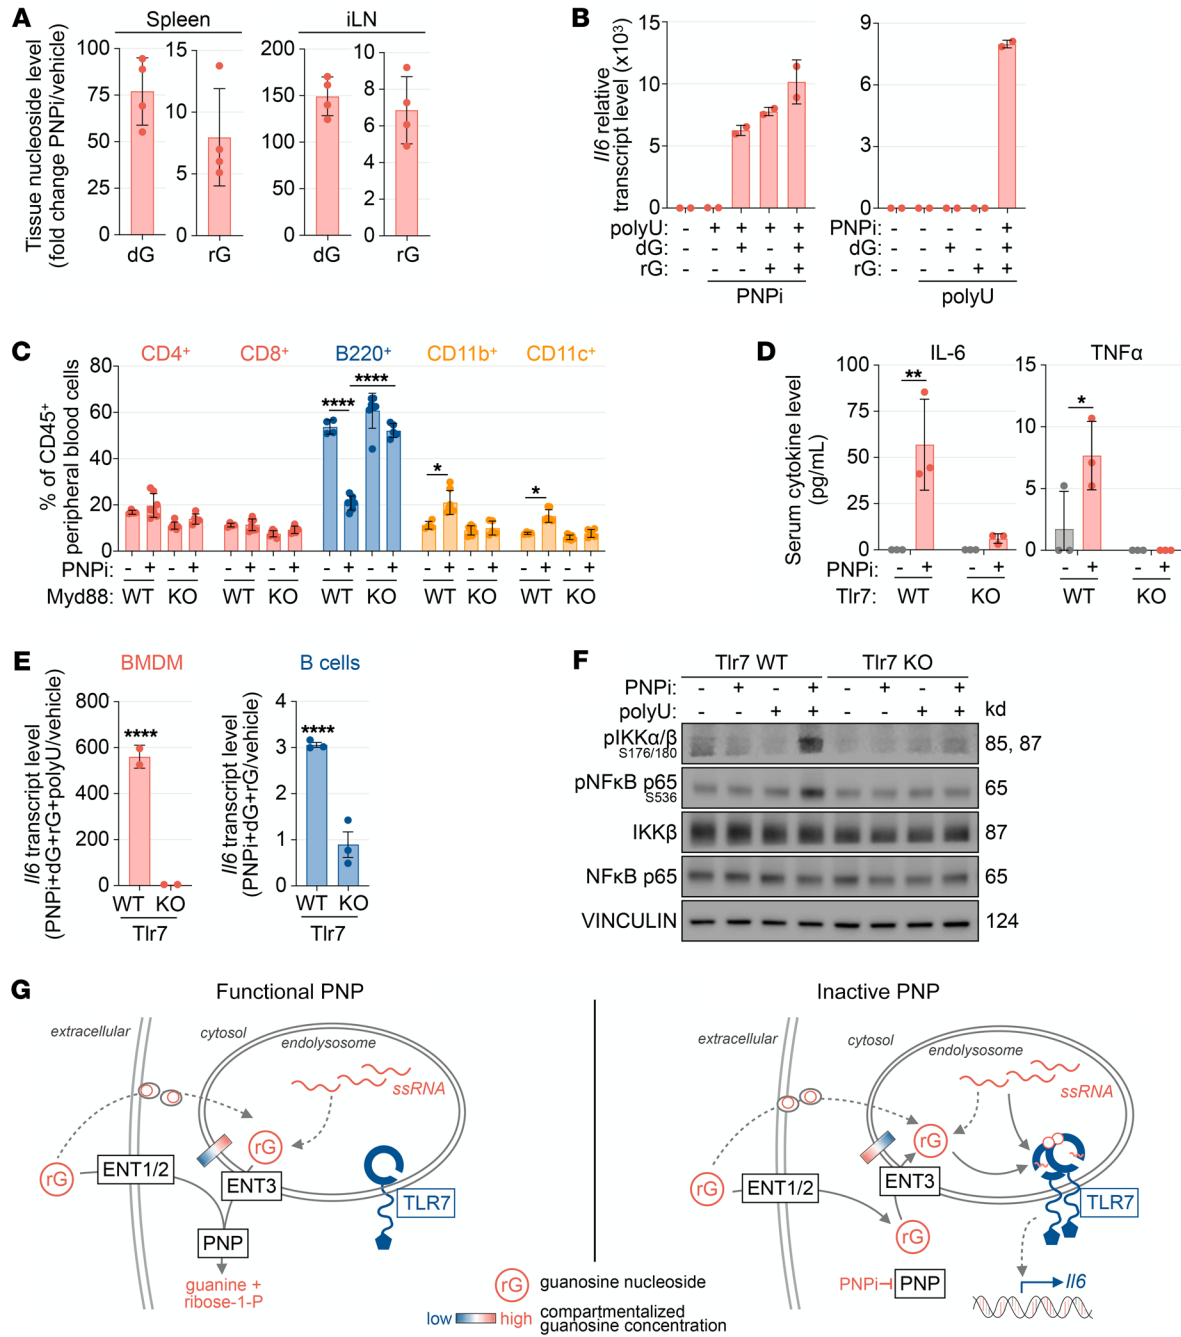 A
Spleen
iLN
Tissue nucleoside level
(fold change PNPi/vehicle)
100
75
50
25
0
dG
15
10
5
0
rG
200
150
100
50
0
dG
10
8
6
4
2
0
rG
B
Il6 relative
transcript level (x10³)
15
10
5
0
polyU: - + + + +
dG: - - + - +
rG: - - - + +
PNPi
9
6
3
0
PNPi: - - - - +
dG: - - + - +
rG: - - - + +
polyU
C
% of CD45⁺
peripheral blood cells
CD4⁺ CD8⁺ B220⁺ CD11b⁺ CD11c⁺
80
60
40
20
0
**** ****
* *
PNPi: - + - + - + - + - + - + - + - + - + - +
Myd88: WT KO WT KO WT KO WT KO WT KO
D
Serum cytokine level
(pg/mL)
IL-6
TNFα
100
75
50
25
0
**
15
10
5
0
*
PNPi: - + - + - + - +
Tlr7: WT KO WT KO
E
BMDM
B cells
Il6 transcript level
(PNPi+dG+rG+polyU/vehicle)
800
600
400
200
0
****
WT KO
Tlr7
Il6 transcript level
(PNPi+dG+rG/vehicle)
4
3
2
1
0
****
WT KO
Tlr7
F
Tlr7 WT Tlr7 KO
PNPi: - + - + - + - +
polyU: - - + + - - + + kd
pIKKα/β 85, 87
S176/180
pNFκB p65 65
S536
IKKβ 87
NFκB p65 65
VINCULIN 124
G
Functional PNP
extracellular
cytosol
endolysosome
ssRNA
rG
rG
ENT1/2
ENT3
TLR7
PNP
guanine +
ribose-1-P
Inactive PNP
extracellular
cytosol
endolysosome
ssRNA
rG
rG
ENT1/2
ENT3
TLR7
rG
PNPi PNP
Il6
rG guanosine nucleoside
low high compartmentalized
guanosine concentration